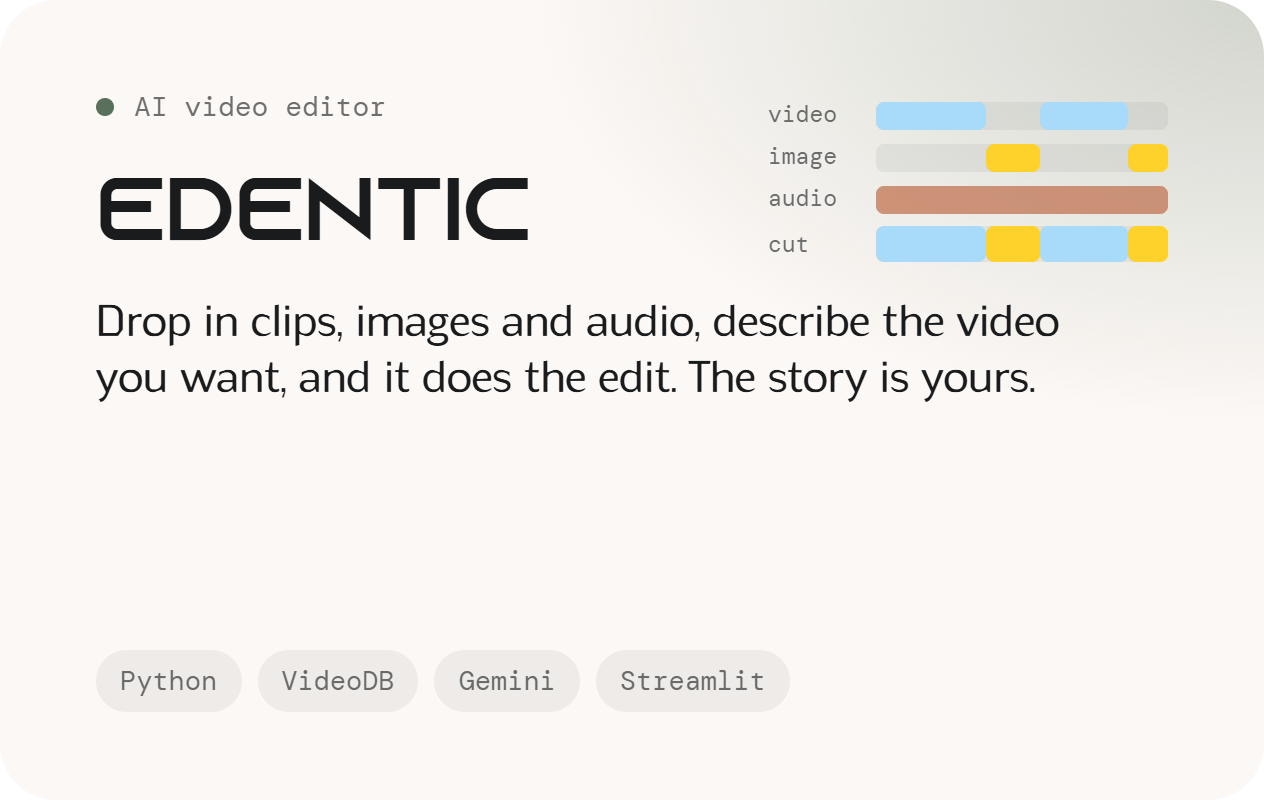 AI video editor
EDENTIC
video
image
audio
cut
Drop in clips, images and audio, describe the video
you want, and it does the edit. The story is yours.
Python
VideoDB
Gemini
Streamlit